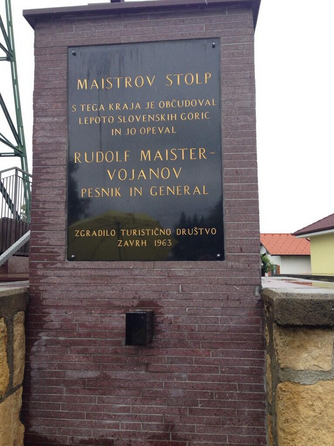 MAISTROV STOLP
S TEGA KRAJA JE OBČUDOVAL
LEPOTO SLOVENSKIH GORIC
IN JO OPEVAL
RUDOLF MAISTER-
VOJANOV
PESNIK IN GENERAL
ZGRADILO TURISTIČNO DRUŠTVO
ZAVRH 1963